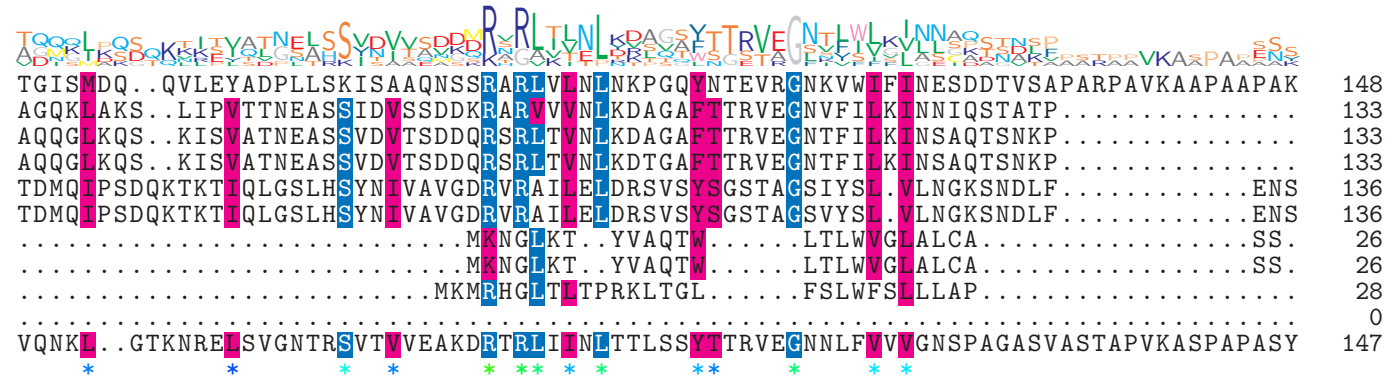 TGISMDQ..QVLEYADPLLSKISAAQNSSRARLVLNLNKPGQYNTEVRGNKVWIFINESDDTVSAPARPAVKAAPAAPAK 148
AGQKLAKS..LIPVTTNEASSIDVSSDDKRARVVVNLKDAGAFTTRVEGNVFILKINNIQSTATP............... 133
AQQGLKQS..KISVATNEASSVDVTSDDQRSRLTVNLKDAGAFTTRVEGNTFILKINSAQTSNKP............... 133
AQQGLKQS..KISVATNEASSVDVTSDDQRSRLTVNLKDTGAFTTRVEGNTFILKINSAQTSNKP............... 133
TDMQIPSDQKTKTIQLGSLHSYNIVAVGDRVRAILELDRSVSYSGSTAGSIYSL.VLNGKSNDLF............ENS 136
TDMQIPSDQKTKTIQLGSLHSYNIVAVGDRVRAILELDRSVSYSGSTAGSVYSL.VLNGKSNDLF............ENS 136
............................MKNGLKT..YVAQTW......LTLWVGLALCA.................SS. 26
............................MKNGLKT..YVAQTW......LTLWVGLALCA.................SS. 26
..........................MKMRHGLTLTPRKLTGL......FSLWFSLLLAP.................... 28
................................................................................ 0
VQNKL..GTKNRELSVGNTRSVTVVEAKDRTRLIINLTTLSSYTTRVEGNNLFVVVGNSPAGASVASTAPVKASPAPASY 147
* * * * * * * * * * * * * *